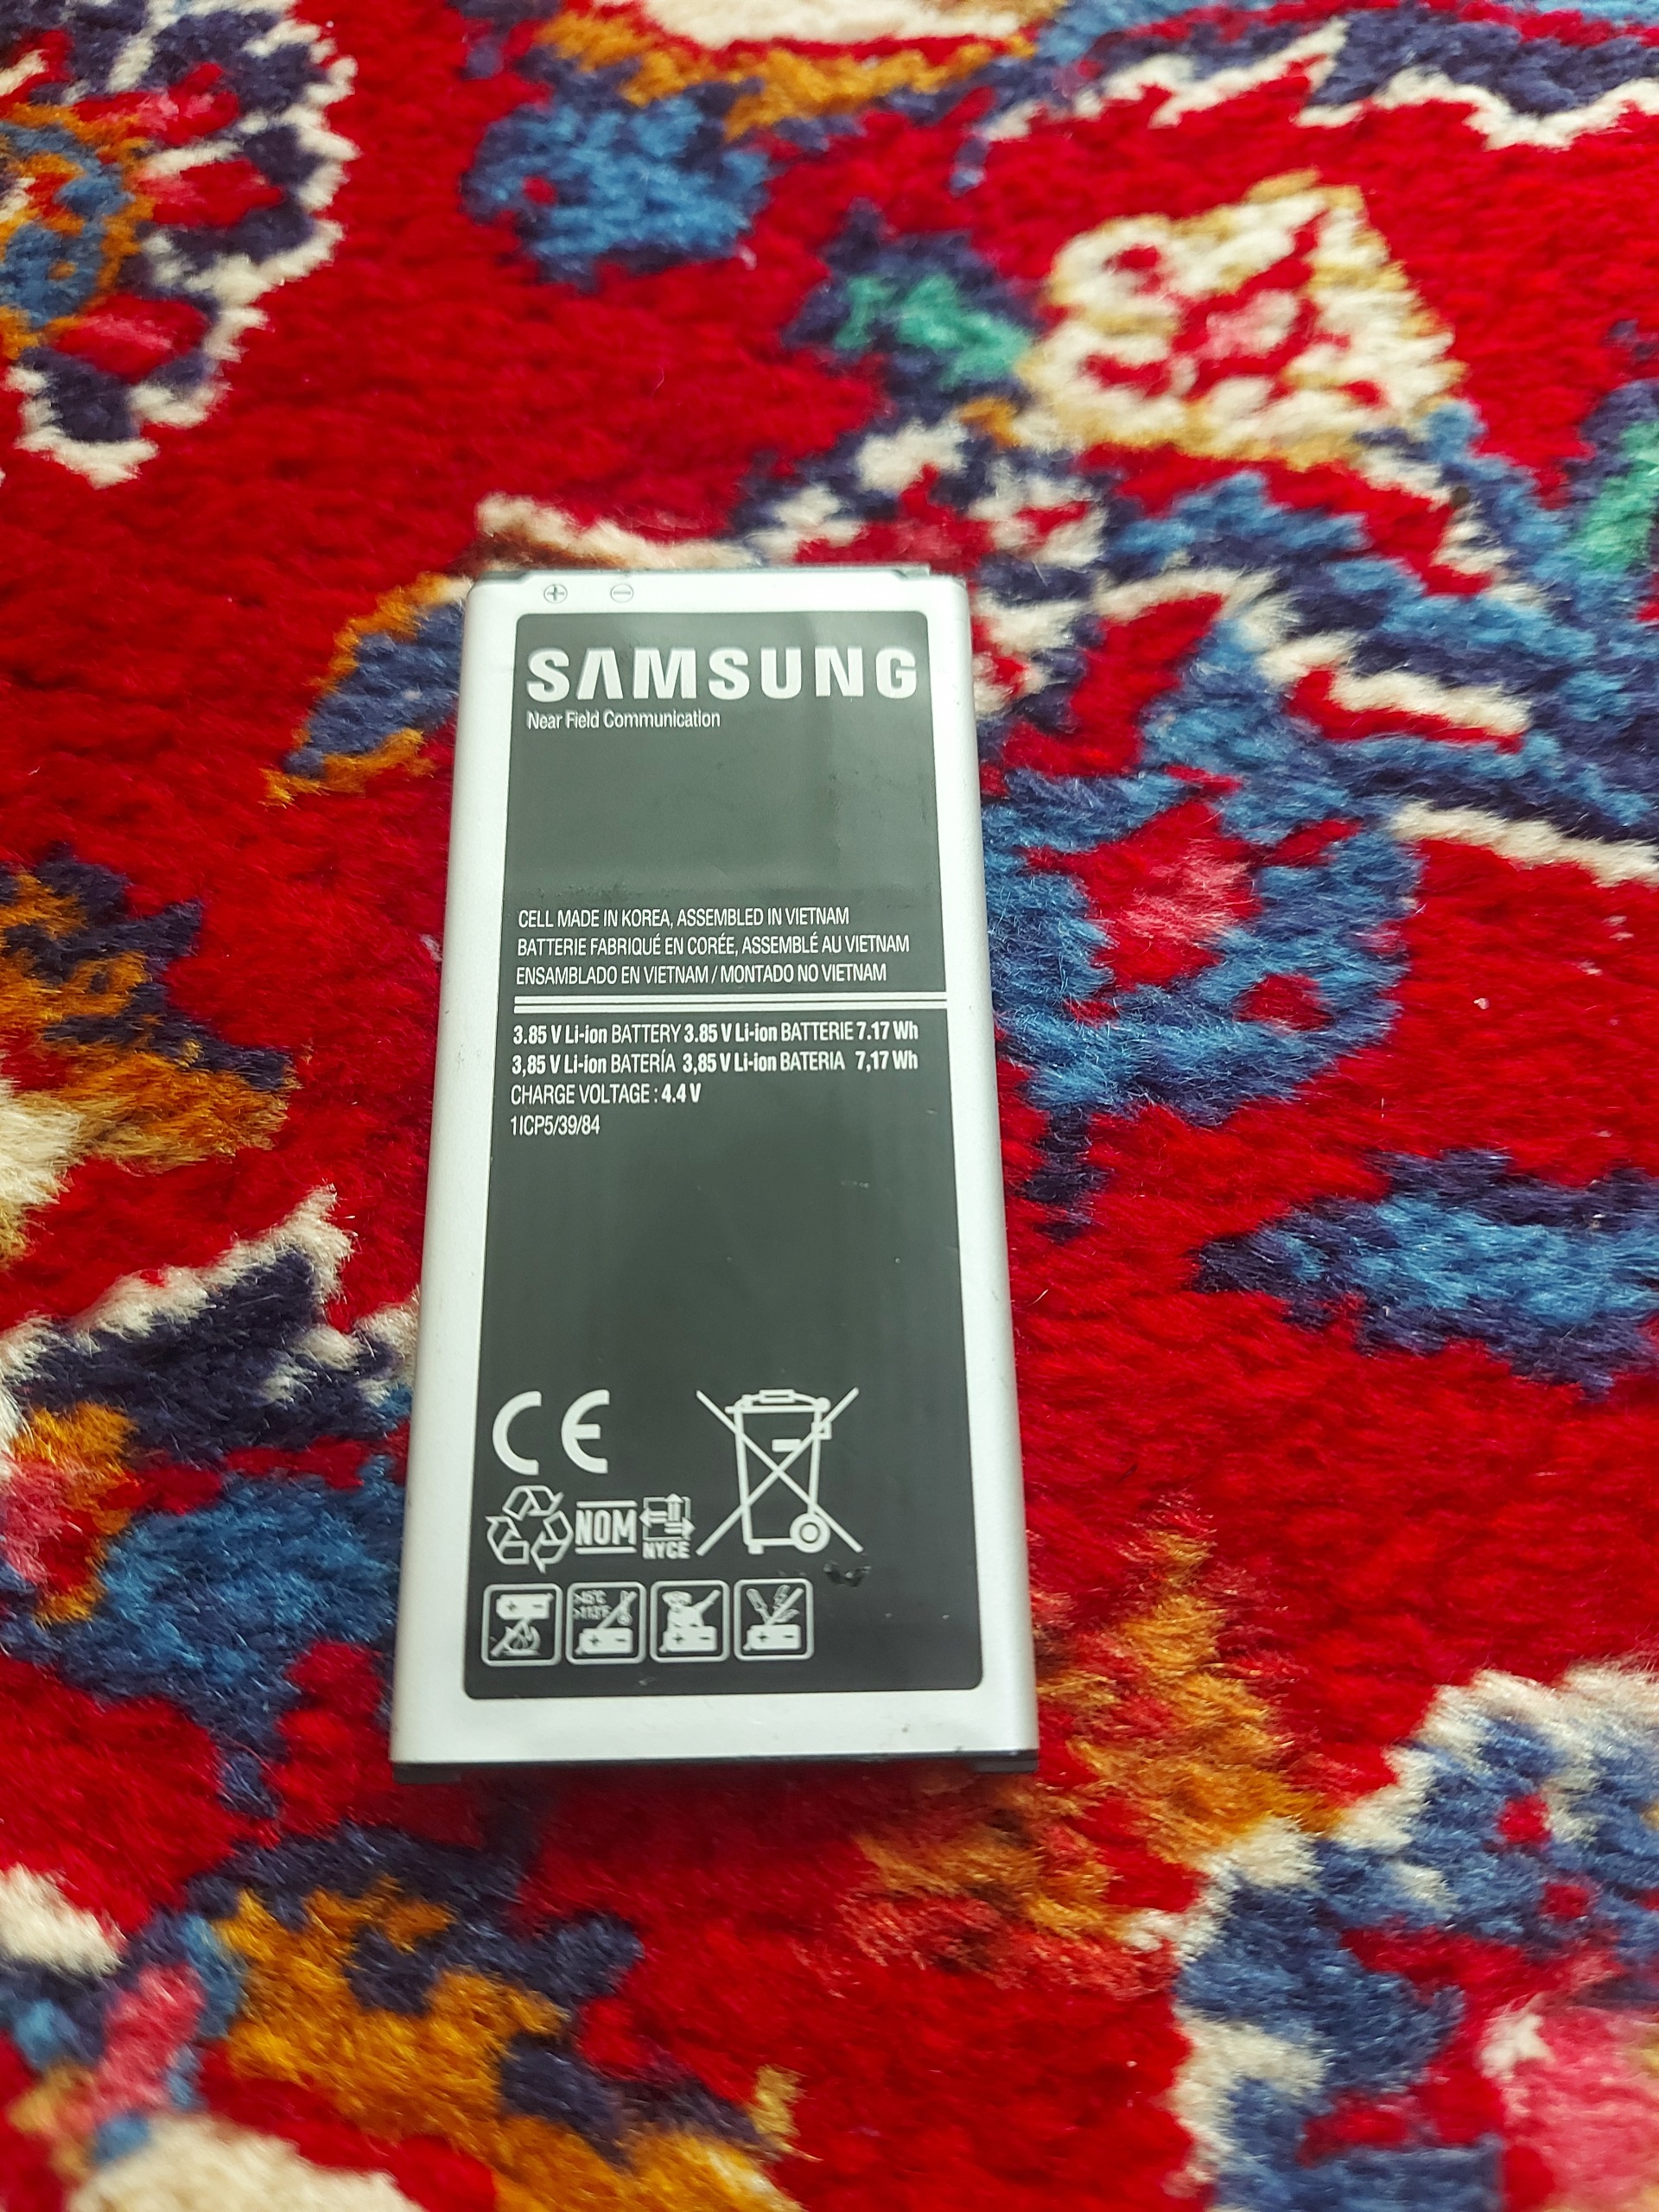 SAMSUNG
Near Field Communication
CELL MADE IN KOREA, ASSEMBLED IN VIETNAM
BATTERIE FABRIQUÉ EN CORÉE, ASSEMBLÉ AU VIETNAM
ENSAMBLADO EN VIETNAM / MONTADO NO VIETNAM
3.85 V Li-ion BATTERY 3.85 V Li-ion BATTERIE 7.17 Wh
3,85 V Li-ion BATERÍA 3,85 V Li-ion BATERIA 7,17 Wh
CHARGE VOLTAGE : 4.4 V
1ICP5/39/84
CE
NOM
NYCE